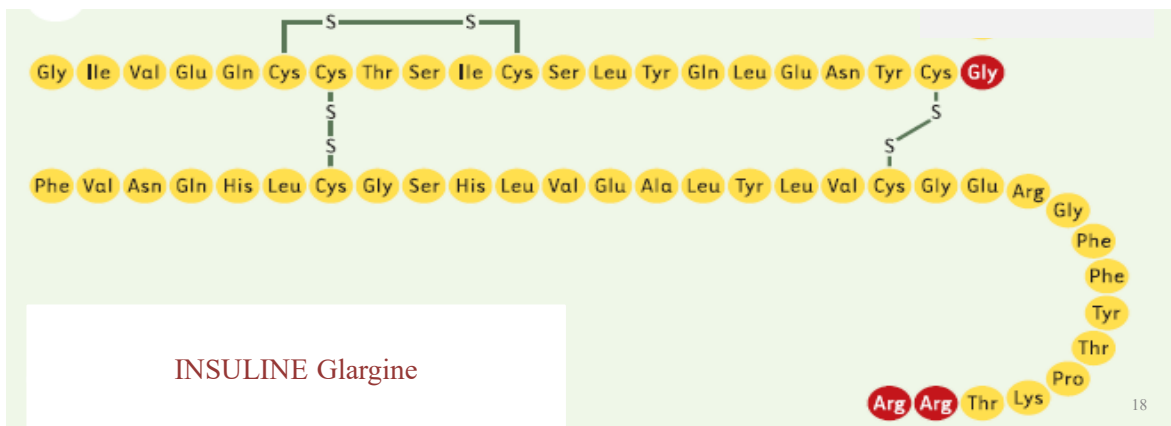 S S
Gly Ile Val Glu Gln Cys Cys Thr Ser Ile Cys Ser Leu Tyr Gln Leu Glu Asn Tyr Cys Gly
S S
S S
Phe Val Asn Gln His Leu Cys Gly Ser His Leu Val Glu Ala Leu Tyr Leu Val Cys Gly Glu Arg
Gly
Phe
Phe
Tyr
Thr
Pro
Arg Arg Thr Lys
INSULINE Glargine
18